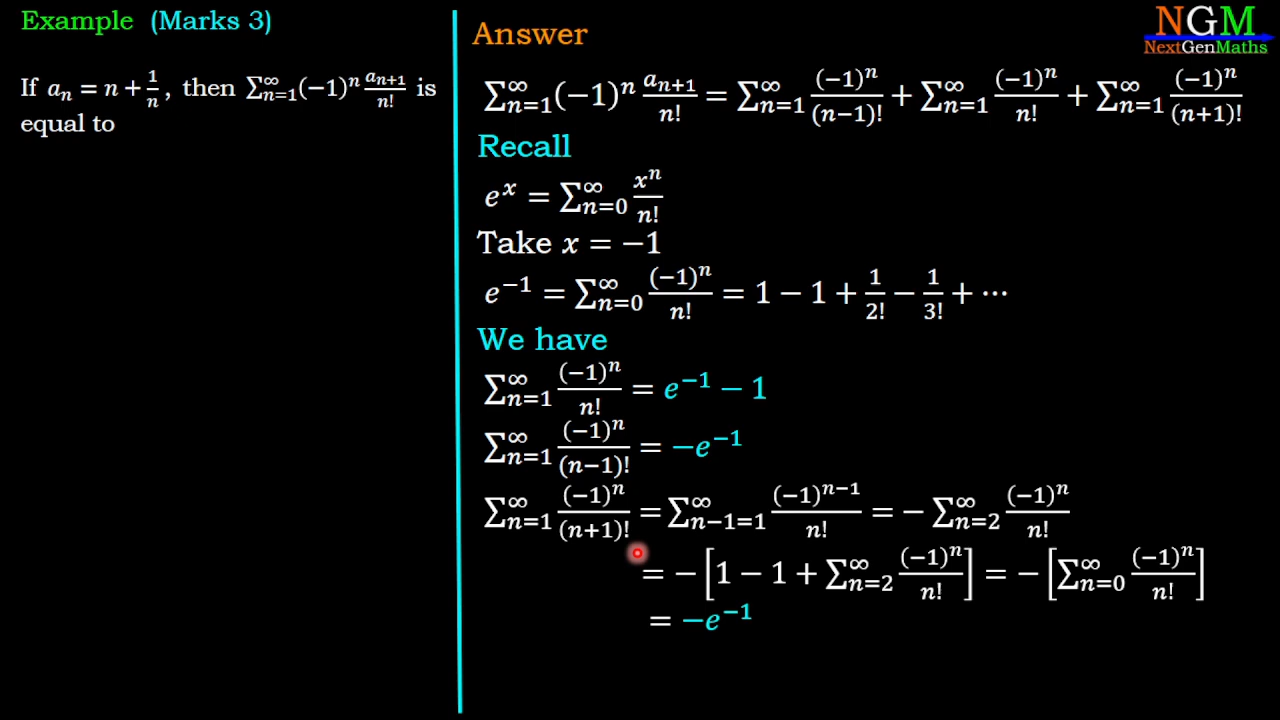 Example (Marks 3)
If aₙ = n + 1/n, then ∑_{n=1}^{∞} (−1)ⁿ a_{n+1}/n! is
equal to
Answer
NGM
NextGenMaths
∑_{n=1}^{∞} (−1)ⁿ a_{n+1}/n! = ∑_{n=1}^{∞} (−1)ⁿ/(n−1)! + ∑_{n=1}^{∞} (−1)ⁿ/n! + ∑_{n=1}^{∞} (−1)ⁿ/(n+1)!
Recall
eˣ = ∑_{n=0}^{∞} xⁿ/n!
Take x = −1
e⁻¹ = ∑_{n=0}^{∞} (−1)ⁿ/n! = 1 − 1 + 1/2! − 1/3! + ⋯
We have
∑_{n=1}^{∞} (−1)ⁿ/n! = e⁻¹ − 1
∑_{n=1}^{∞} (−1)ⁿ/(n−1)! = −e⁻¹
∑_{n=1}^{∞} (−1)ⁿ/(n+1)! = ∑_{n−1=1}^{∞} (−1)ⁿ⁻¹/n! = − ∑_{n=2}^{∞} (−1)ⁿ/n!
= − [1 − 1 + ∑_{n=2}^{∞} (−1)ⁿ/n!] = − [∑_{n=0}^{∞} (−1)ⁿ/n!]
= −e⁻¹